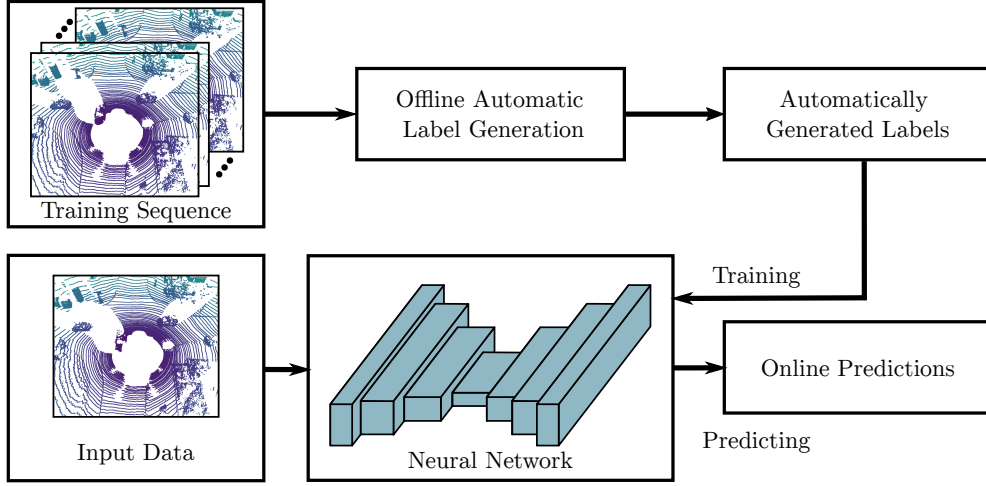 Training Sequence
Offline Automatic
Label Generation
Automatically
Generated Labels
Training
Input Data
Neural Network
Online Predictions
Predicting